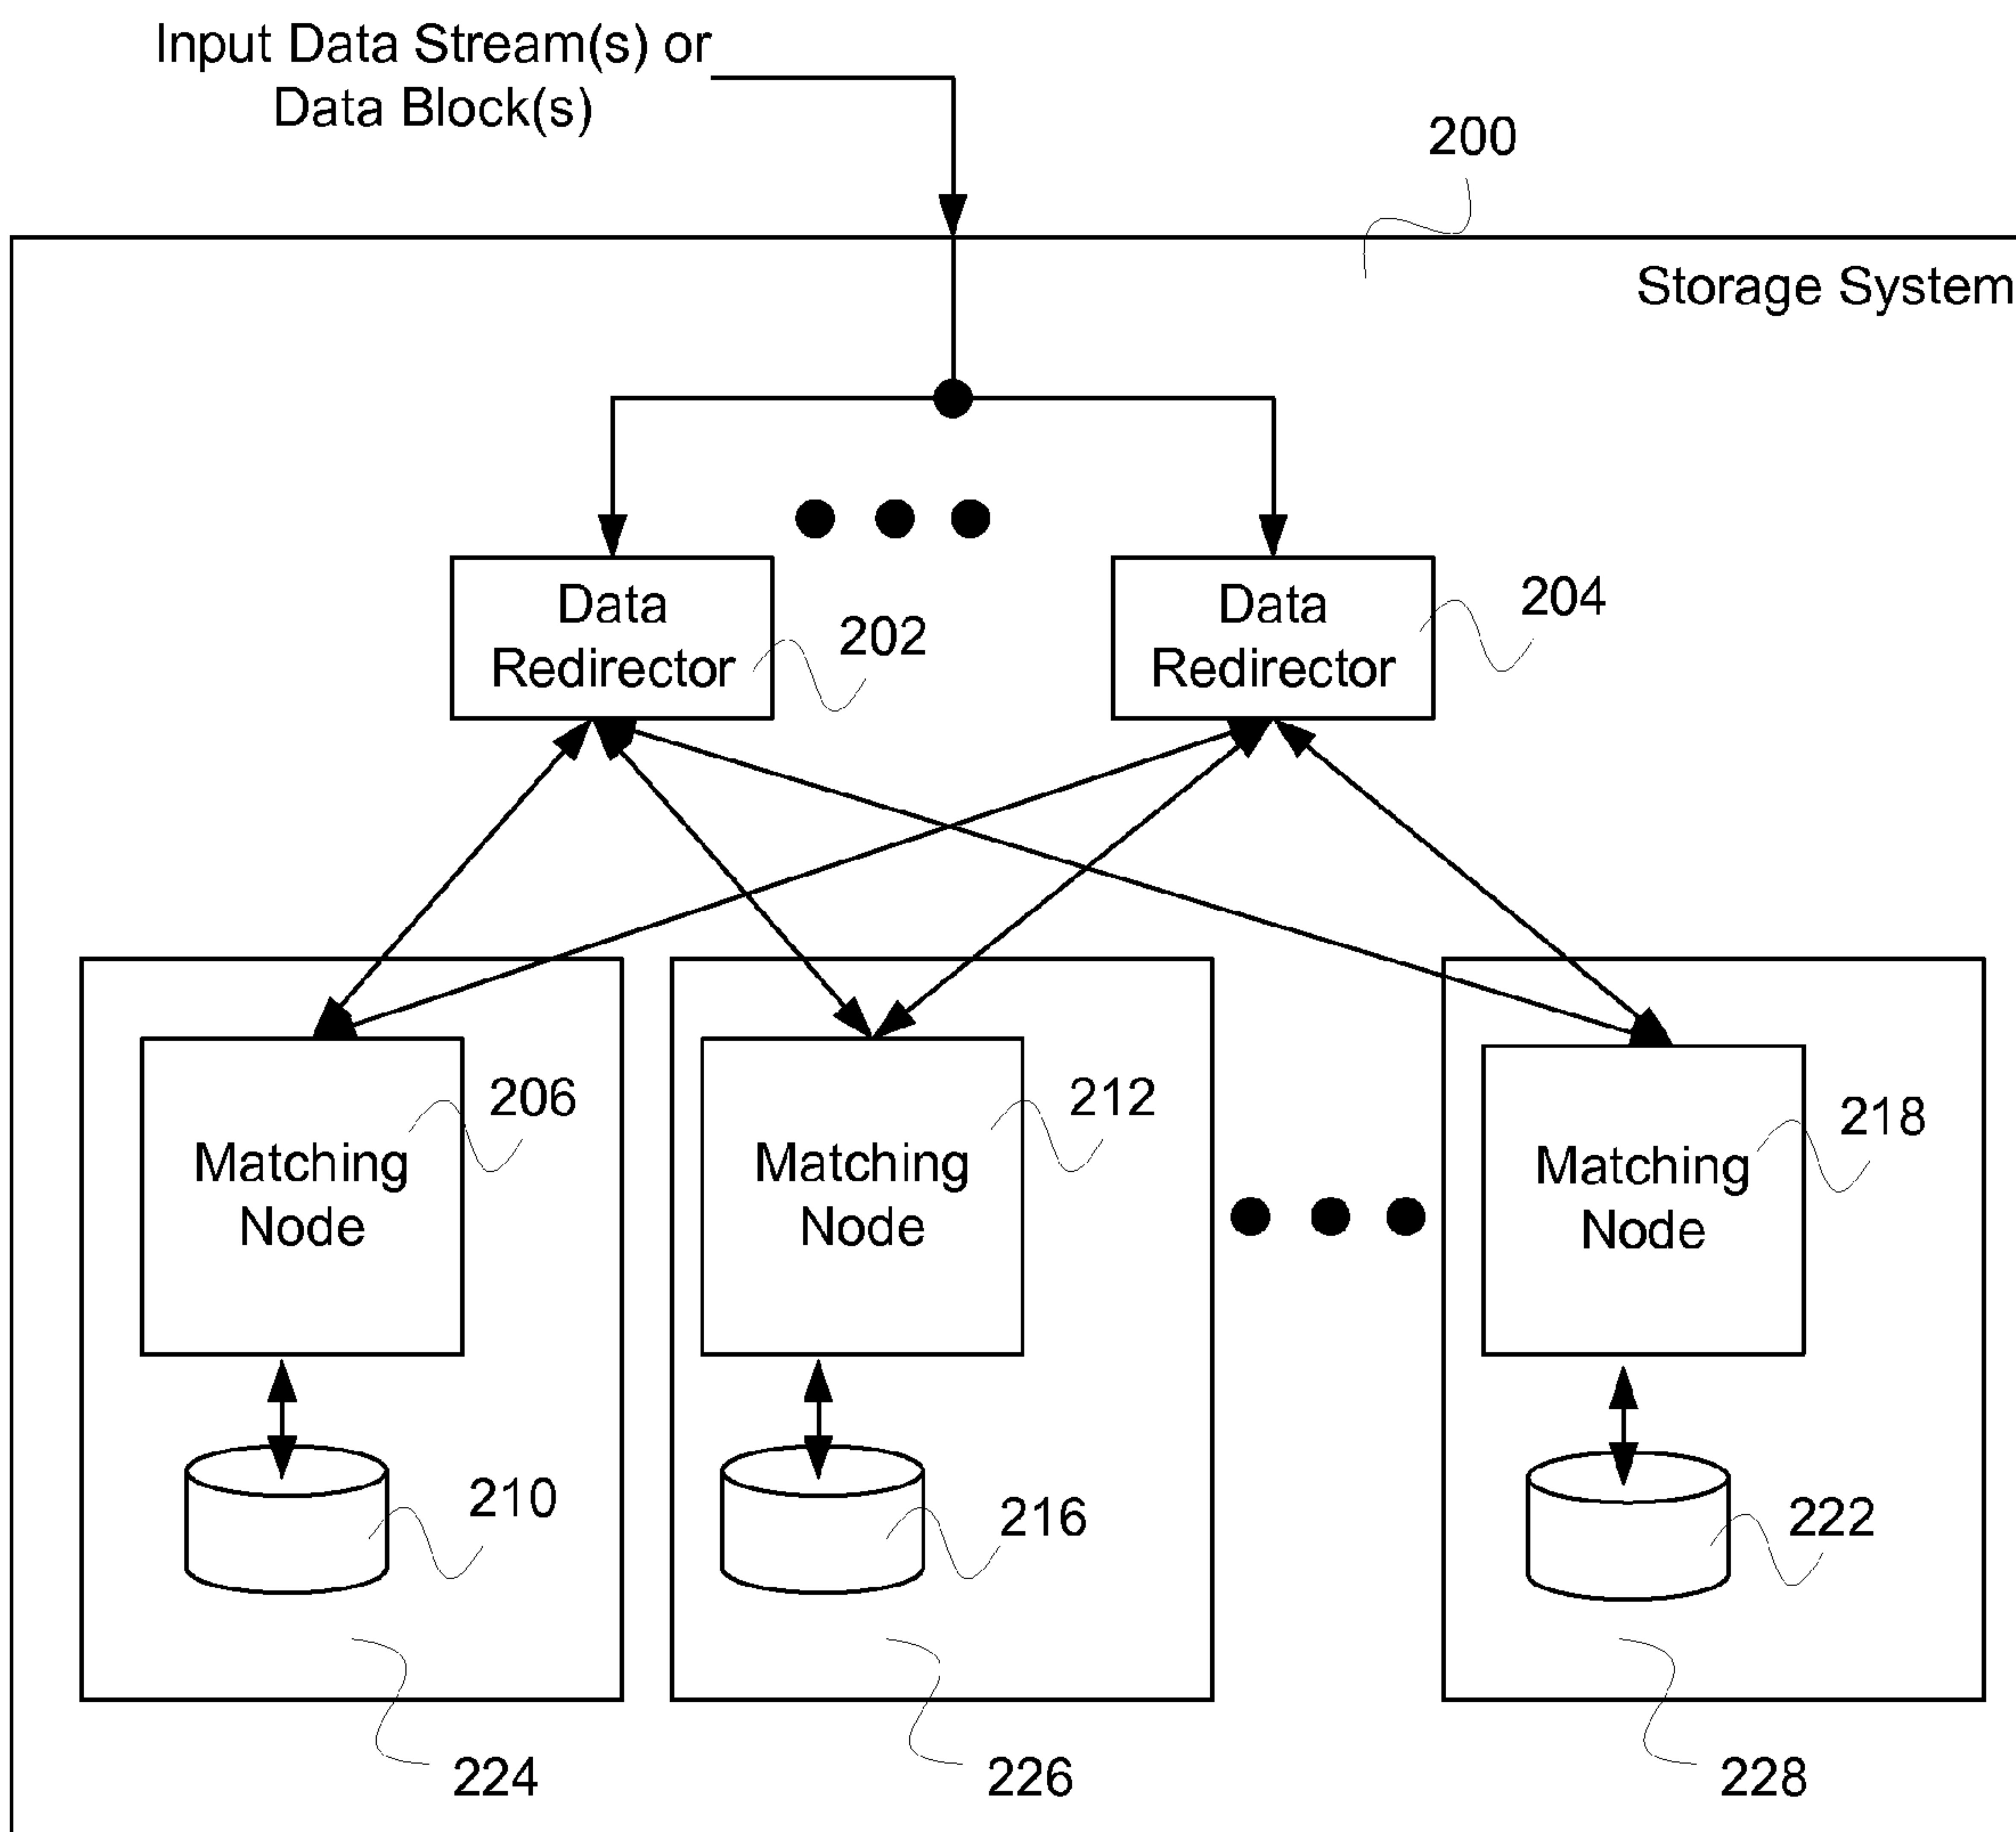 Input Data Stream(s) or
Data Block(s)
200
Storage System
Data
Redirector
202
Data
Redirector
204
Matching
Node
206
Matching
Node
212
Matching
Node
218
210
216
222
224
226
228